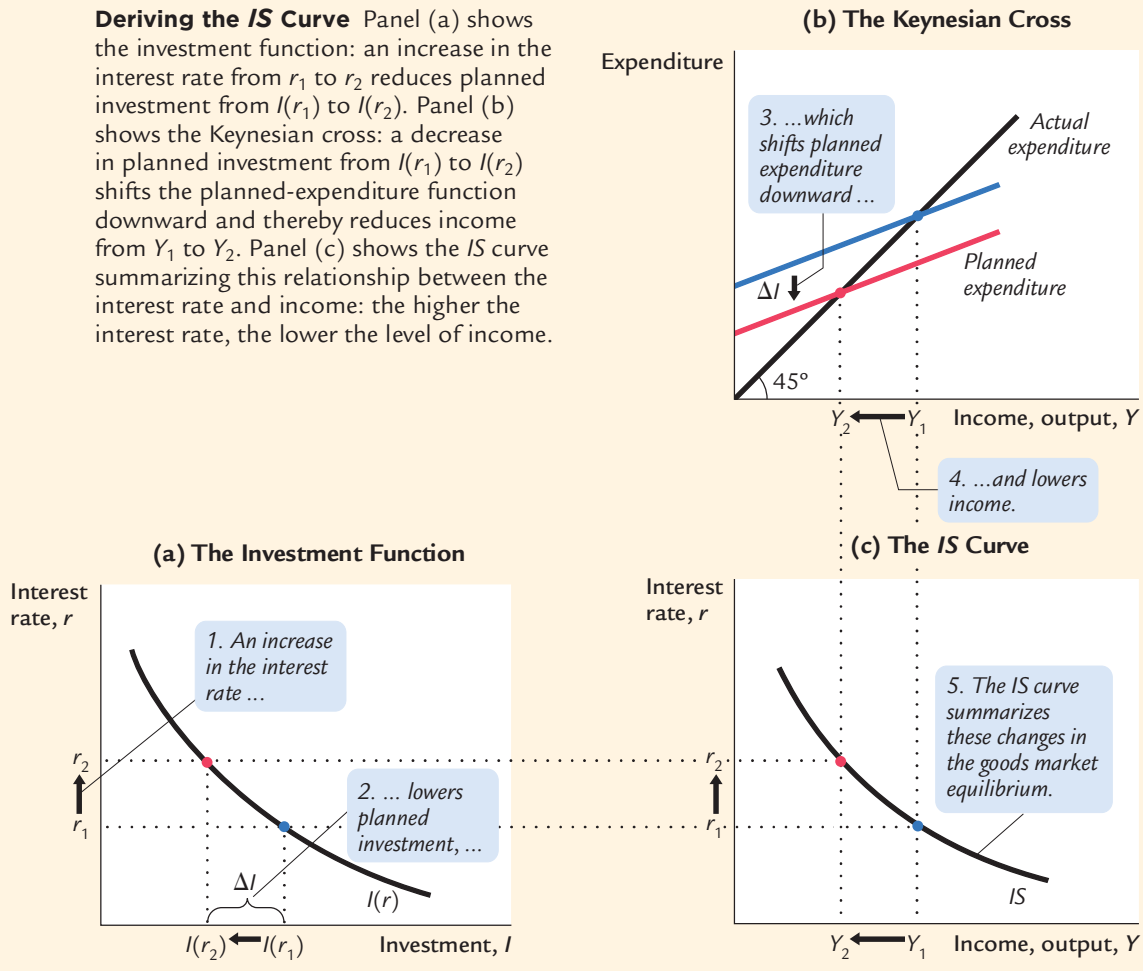 Deriving the IS Curve Panel (a) shows
the investment function: an increase in the
interest rate from r1 to r2 reduces planned
investment from I(r1) to I(r2). Panel (b)
shows the Keynesian cross: a decrease
in planned investment from I(r1) to I(r2)
shifts the planned-expenditure function
downward and thereby reduces income
from Y1 to Y2. Panel (c) shows the IS curve
summarizing this relationship between the
interest rate and income: the higher the
interest rate, the lower the level of income.
(b) The Keynesian Cross
Expenditure
3. ...which
shifts planned
expenditure
downward ...
Actual
expenditure
Planned
expenditure
ΔI
45º
Y2
Y1
Income, output, Y
4. ...and lowers
income.
(a) The Investment Function
Interest
rate, r
1. An increase
in the interest
rate ...
r2
r1
2. ... lowers
planned
investment, ...
ΔI
I(r)
I(r2)
I(r1)
Investment, I
(c) The IS Curve
Interest
rate, r
5. The IS curve
summarizes
these changes in
the goods market
equilibrium.
r2
r1
IS
Y2
Y1
Income, output, Y